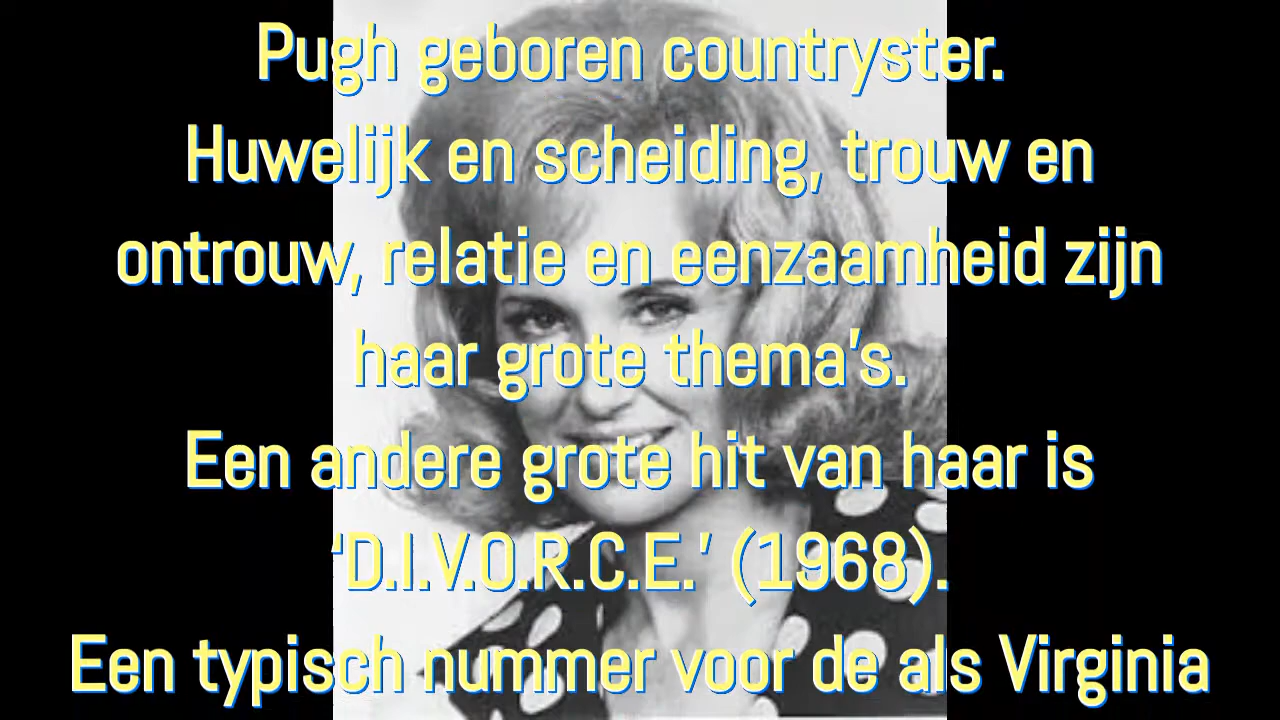 Pugh geboren countryster.
Huwelijk en scheiding, trouw en
ontrouw, relatie en eenzaamheid zijn
haar grote thema's.
Een andere grote hit van haar is
'D.I.V.O.R.C.E.' (1968).
Een typisch nummer voor de als Virginia